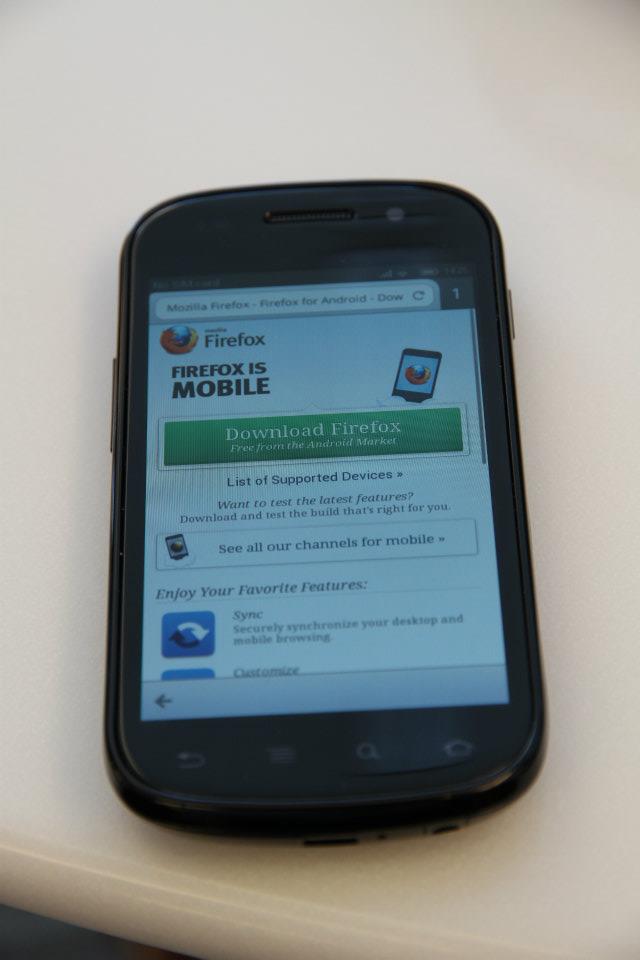 No SIM card 14:25
Mozilla Firefox - Firefox for Android - Dow 1
mozilla
Firefox
FIREFOX IS
MOBILE
Download Firefox
Free from the Android Market
List of Supported Devices »
Want to test the latest features?
Download and test the build that's right for you.
See all our channels for mobile »
Enjoy Your Favorite Features:
Sync
Securely synchronize your desktop and
mobile browsing.
Customize